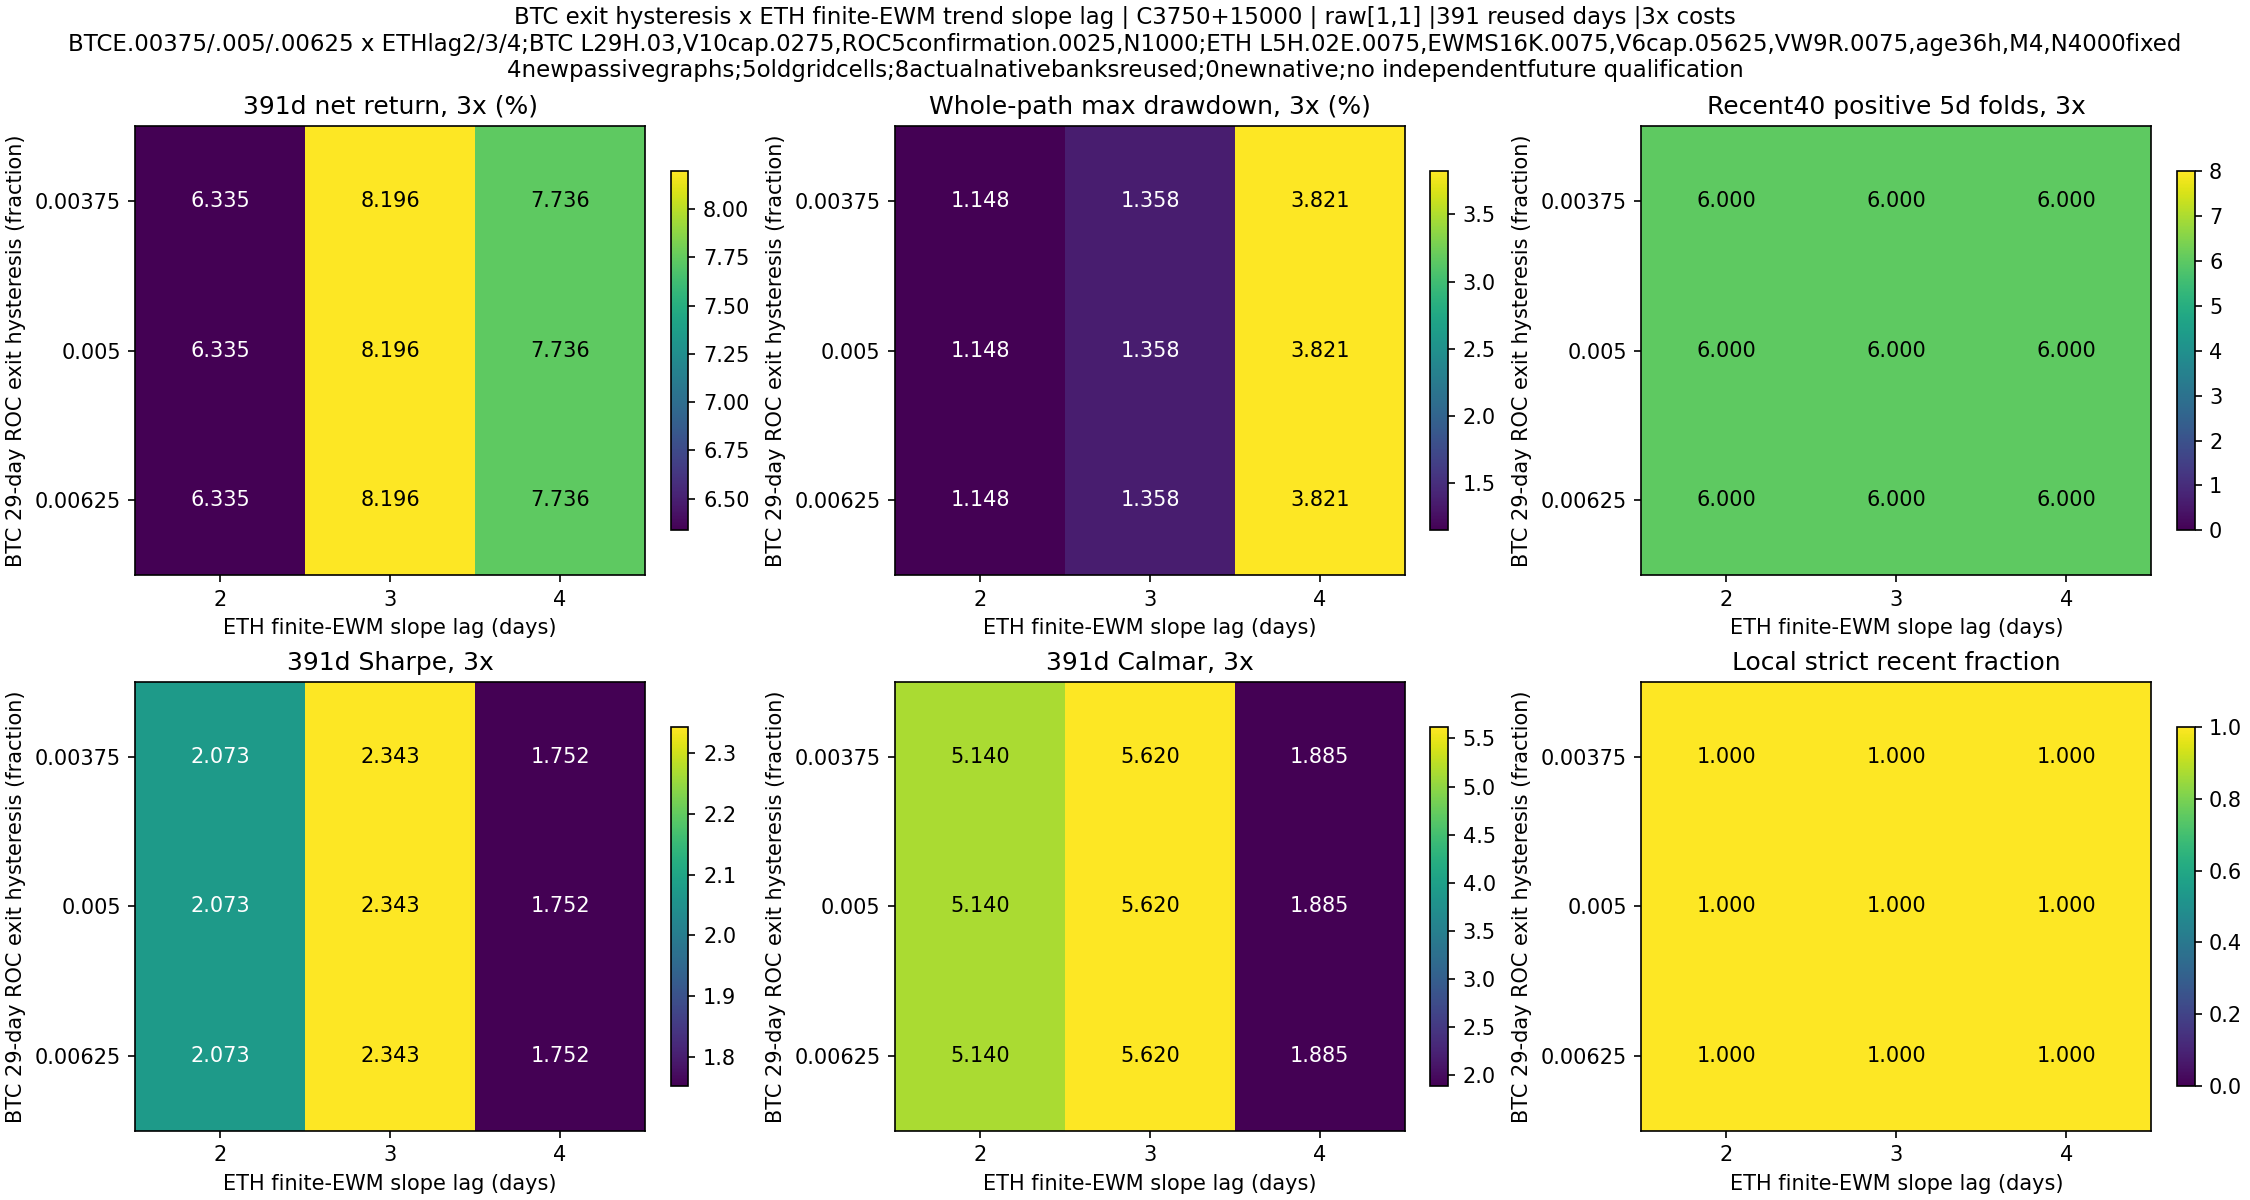 BTC exit hysteresis x ETH finite-EWM trend slope lag | C3750+15000 | raw[1,1] |391 reused days |3x costs
BTCE.00375/.005/.00625 x ETHlag2/3/4;BTC L29H.03,V10cap.0275,ROC5confirmation.0025,N1000;ETH L5H.02E.0075,EWMS16K.0075,V6cap.05625,VW9R.0075,age36h,M4,N4000fixed
4newpassivegraphs;5oldgridcells;8actualnativebanksreused;0newnative;no independentfuture qualification
391d net return, 3x (%)
BTC 29-day ROC exit hysteresis (fraction)
0.00375
0.005
0.00625
6.335 8.196 7.736
6.335 8.196 7.736
6.335 8.196 7.736
2 3 4
ETH finite-EWM slope lag (days)
8.00
7.75
7.50
7.25
7.00
6.75
6.50
Whole-path max drawdown, 3x (%)
BTC 29-day ROC exit hysteresis (fraction)
0.00375
0.005
0.00625
1.148 1.358 3.821
1.148 1.358 3.821
1.148 1.358 3.821
2 3 4
ETH finite-EWM slope lag (days)
3.5
3.0
2.5
2.0
1.5
Recent40 positive 5d folds, 3x
BTC 29-day ROC exit hysteresis (fraction)
0.00375
0.005
0.00625
6.000 6.000 6.000
6.000 6.000 6.000
6.000 6.000 6.000
2 3 4
ETH finite-EWM slope lag (days)
8
7
6
5
4
3
2
1
0
391d Sharpe, 3x
BTC 29-day ROC exit hysteresis (fraction)
0.00375
0.005
0.00625
2.073 2.343 1.752
2.073 2.343 1.752
2.073 2.343 1.752
2 3 4
ETH finite-EWM slope lag (days)
2.3
2.2
2.1
2.0
1.9
1.8
391d Calmar, 3x
BTC 29-day ROC exit hysteresis (fraction)
0.00375
0.005
0.00625
5.140 5.620 1.885
5.140 5.620 1.885
5.140 5.620 1.885
2 3 4
ETH finite-EWM slope lag (days)
5.5
5.0
4.5
4.0
3.5
3.0
2.5
2.0
Local strict recent fraction
BTC 29-day ROC exit hysteresis (fraction)
0.00375
0.005
0.00625
1.000 1.000 1.000
1.000 1.000 1.000
1.000 1.000 1.000
2 3 4
ETH finite-EWM slope lag (days)
1.0
0.8
0.6
0.4
0.2
0.0